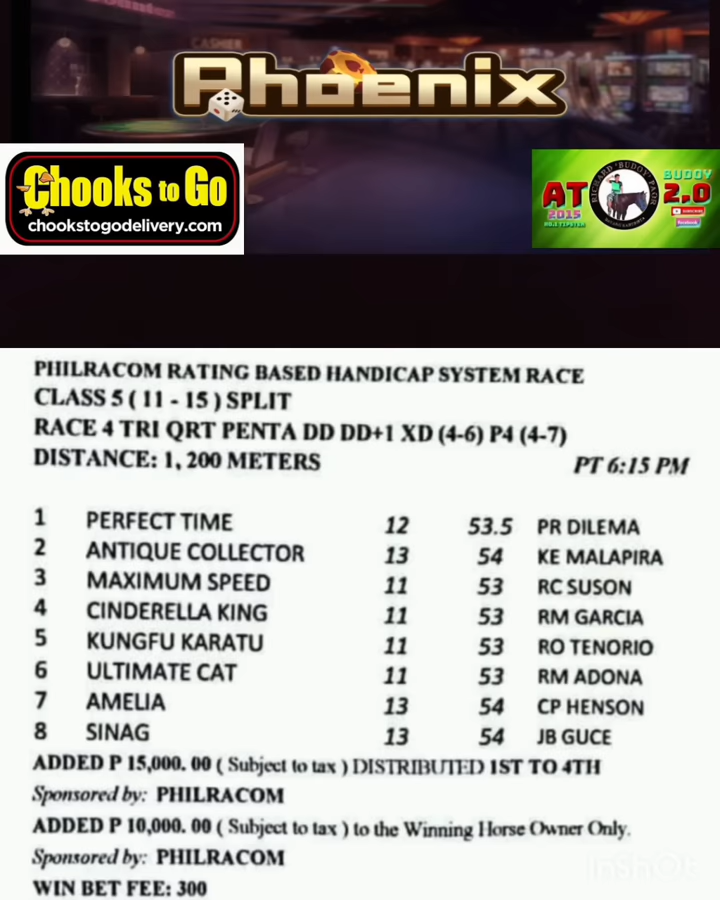 CASHIER
Phoenix
Chooks to Go
chookstogodelivery.com
AT
2015
RICHARD "BUDDY" PAOR
BUDDY
2.0
PHILRACOM RATING BASED HANDICAP SYSTEM RACE
CLASS 5 ( 11 - 15 ) SPLIT
RACE 4 TRI QRT PENTA DD DD+1 XD (4-6) P4 (4-7)
DISTANCE: 1, 200 METERS PT 6:15 PM
1 PERFECT TIME 12 53.5 PR DILEMA
2 ANTIQUE COLLECTOR 13 54 KE MALAPIRA
3 MAXIMUM SPEED 11 53 RC SUSON
4 CINDERELLA KING 11 53 RM GARCIA
5 KUNGFU KARATU 11 53 RO TENORIO
6 ULTIMATE CAT 11 53 RM ADONA
7 AMELIA 13 54 CP HENSON
8 SINAG 13 54 JB GUCE
ADDED P 15,000. 00 ( Subject to tax ) DISTRIBUTED 1ST TO 4TH
Sponsored by: PHILRACOM
ADDED P 10,000. 00 ( Subject to tax ) to the Winning Horse Owner Only.
Sponsored by: PHILRACOM
WIN BET FEE: 300
InShOt